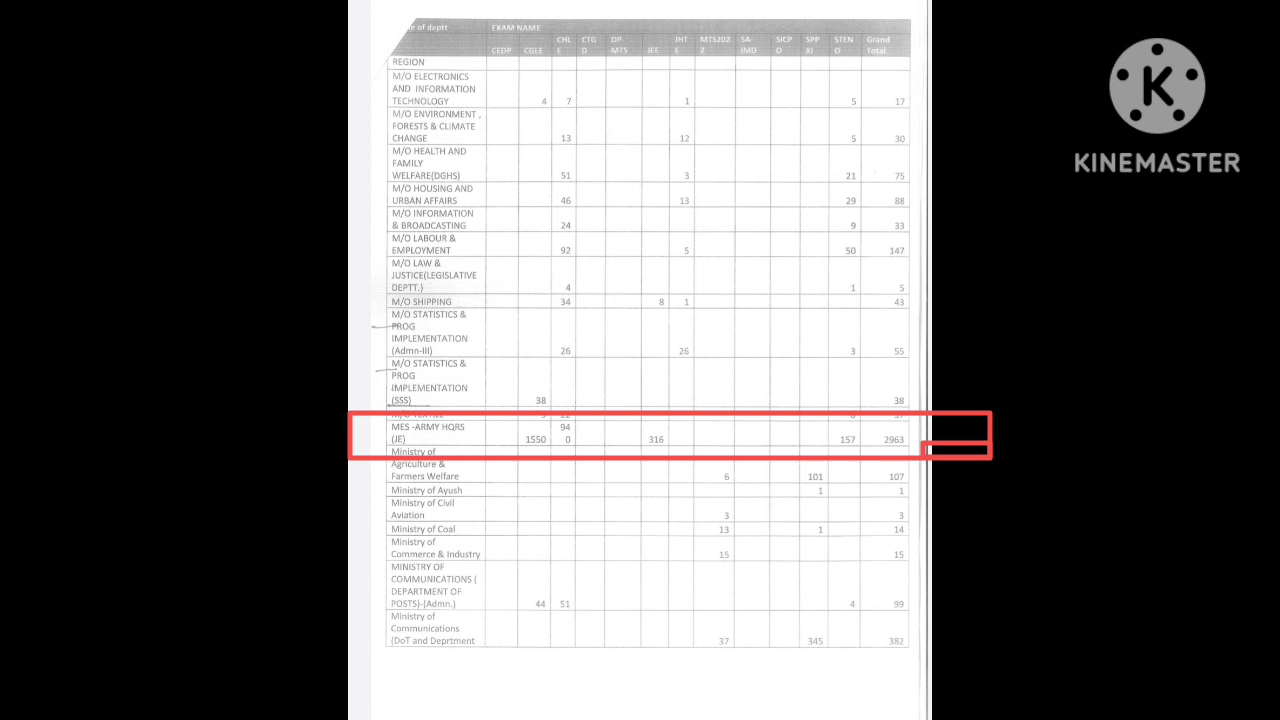 e of deptt EXAM NAME
CEDP CGLE CHL E CTG D DP- MTS JEE JHT E MTS202 2 SA- IMD SICP O SPP XI STEN O Grand Total
REGION
M/O ELECTRONICS
AND INFORMATION
TECHNOLOGY 4 7 1 5 17
M/O ENVIRONMENT ,
FORESTS & CLIMATE
CHANGE 13 12 5 30
M/O HEALTH AND
FAMILY
WELFARE(DGHS) 51 3 21 75
M/O HOUSING AND
URBAN AFFAIRS 46 13 29 88
M/O INFORMATION
& BROADCASTING 24 9 33
M/O LABOUR &
EMPLOYMENT 92 5 50 147
M/O LAW &
JUSTICE(LEGISLATIVE
DEPTT.) 4 1 5
M/O SHIPPING 34 8 1 43
M/O STATISTICS &
PROG
IMPLEMENTATION
(Admn-III) 26 26 3 55
M/O STATISTICS &
PROG
IMPLEMENTATION
(SSS) 38 38
M/O TEXTILE
MES -ARMY HQRS 94
(JE) 1550 0 316 157 2963
Ministry of
Agriculture &
Farmers Welfare 6 101 107
Ministry of Ayush 1 1
Ministry of Civil
Aviation 3 3
Ministry of Coal 13 1 14
Ministry of
Commerce & Industry 15 15
MINISTRY OF
COMMUNICATIONS (
DEPARTMENT OF
POSTS)-(Admn.) 44 51 4 99
Ministry of
Communications
(DoT and Deprtment 37 345 382
K
KINEMASTER